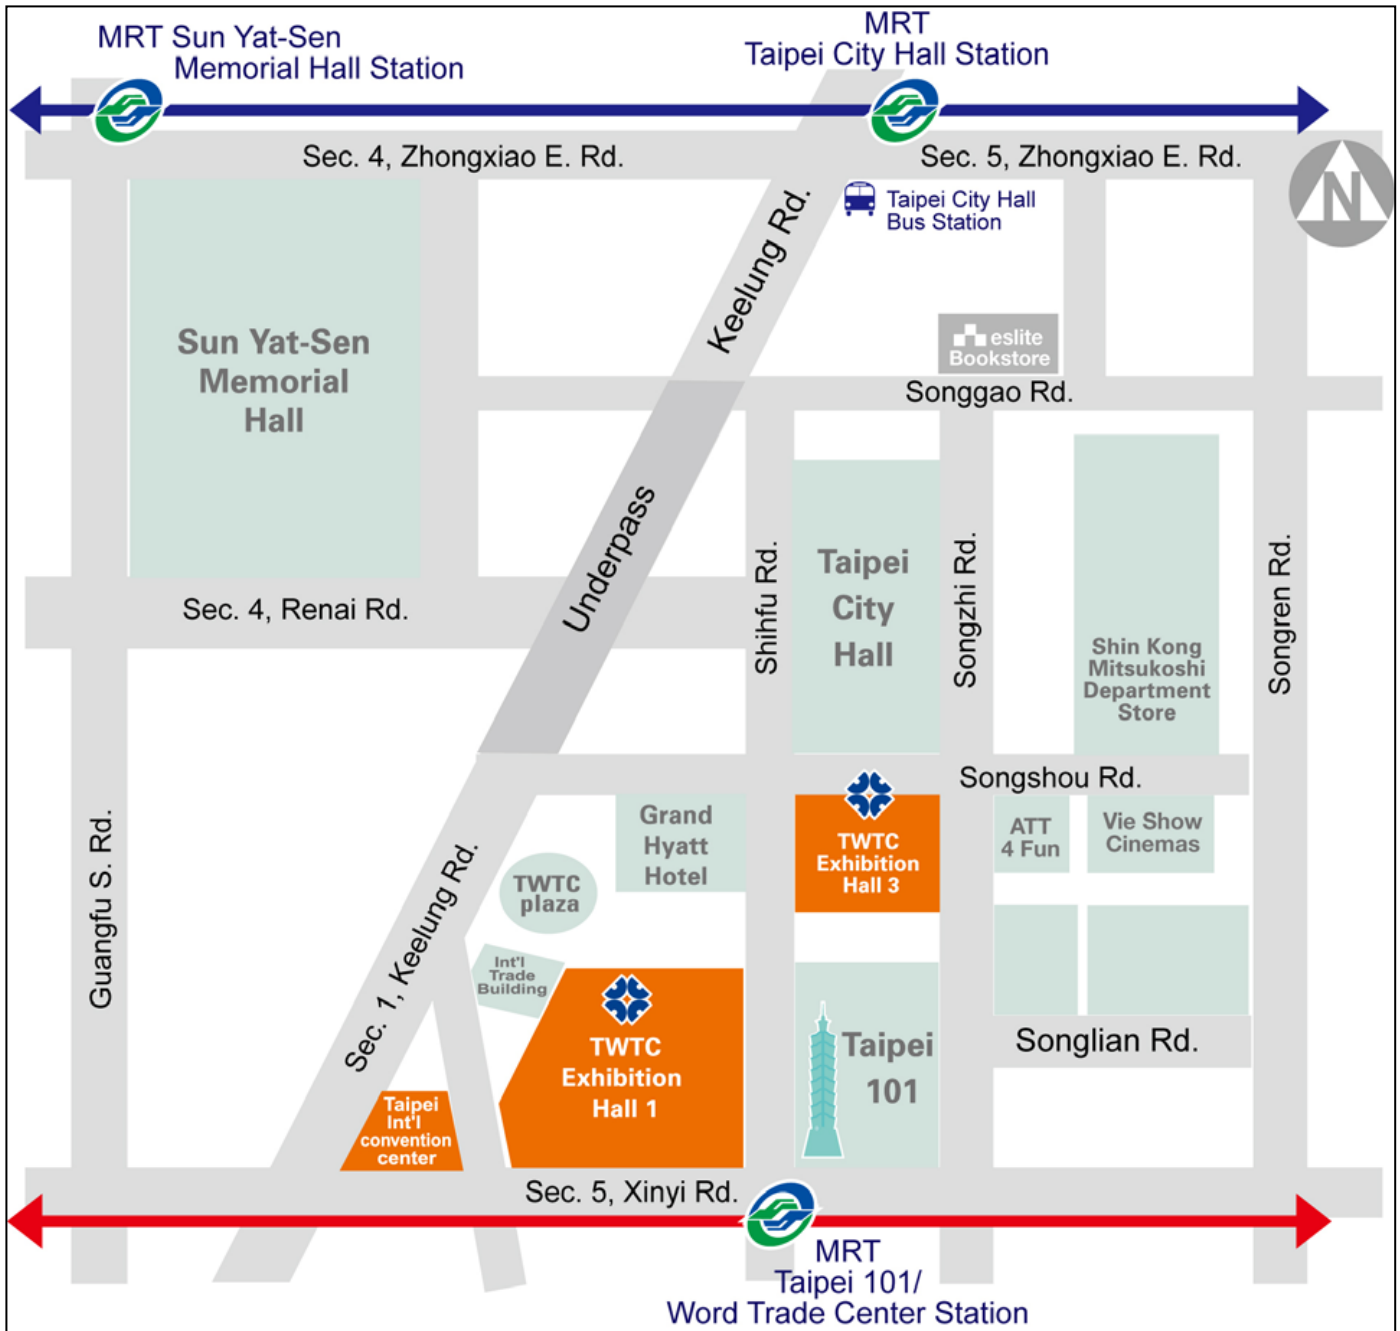 MRT Sun Yat-Sen
Memorial Hall Station
MRT
Taipei City Hall Station
Sec. 4, Zhongxiao E. Rd.
Sec. 5, Zhongxiao E. Rd.
N
Taipei City Hall
Bus Station
Keelung Rd.
Sun Yat-Sen
Memorial
Hall
eslite
Bookstore
Songgao Rd.
Underpass
Sec. 4, Renai Rd.
Shihfu Rd.
Taipei
City
Hall
Songzhi Rd.
Shin Kong
Mitsukoshi
Department
Store
Songren Rd.
Songshou Rd.
Guangfu S. Rd.
Sec. 1, Keelung Rd.
Grand
Hyatt
Hotel
TWTC
plaza
TWTC
Exhibition
Hall 3
ATT
4 Fun
Vie Show
Cinemas
Int'l
Trade
Building
TWTC
Exhibition
Hall 1
Taipei
101
Songlian Rd.
Taipei
Int'l
convention
center
Sec. 5, Xinyi Rd.
MRT
Taipei 101/
Word Trade Center Station